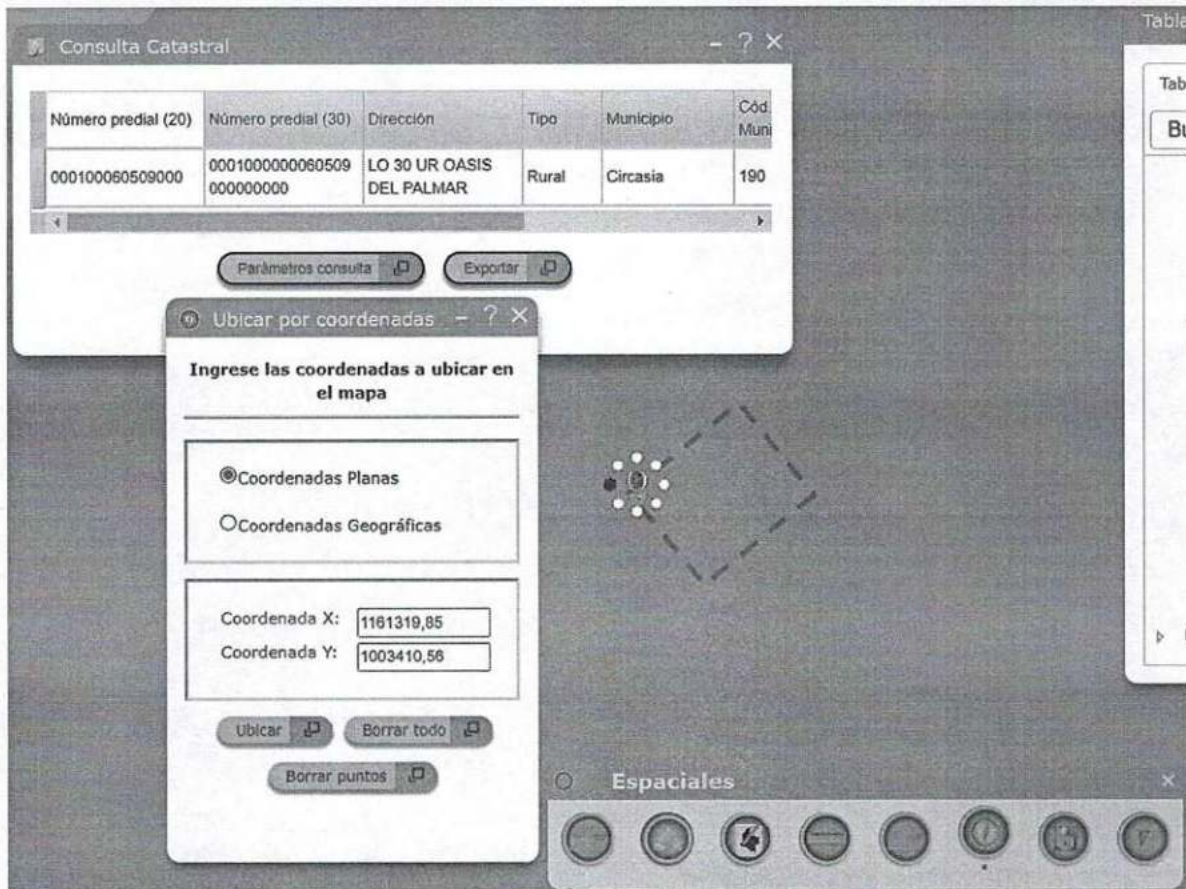 Tabla
Consulta Catastral - ? ×
Tab
Bu
Número predial (20) Número predial (30) Dirección Tipo Municipio Cód. Muni
000100060509000 0001000000060509 LO 30 UR OASIS Rural Circasia 190
000000000 DEL PALMAR
Parámetros consulta Exportar
Ubicar por coordenadas - ? ×
Ingrese las coordenadas a ubicar en
el mapa
Coordenadas Planas
Coordenadas Geográficas
Coordenada X: 1161319,85
Coordenada Y: 1003410,56
Ubicar Borrar todo
Borrar puntos
Espaciales ×